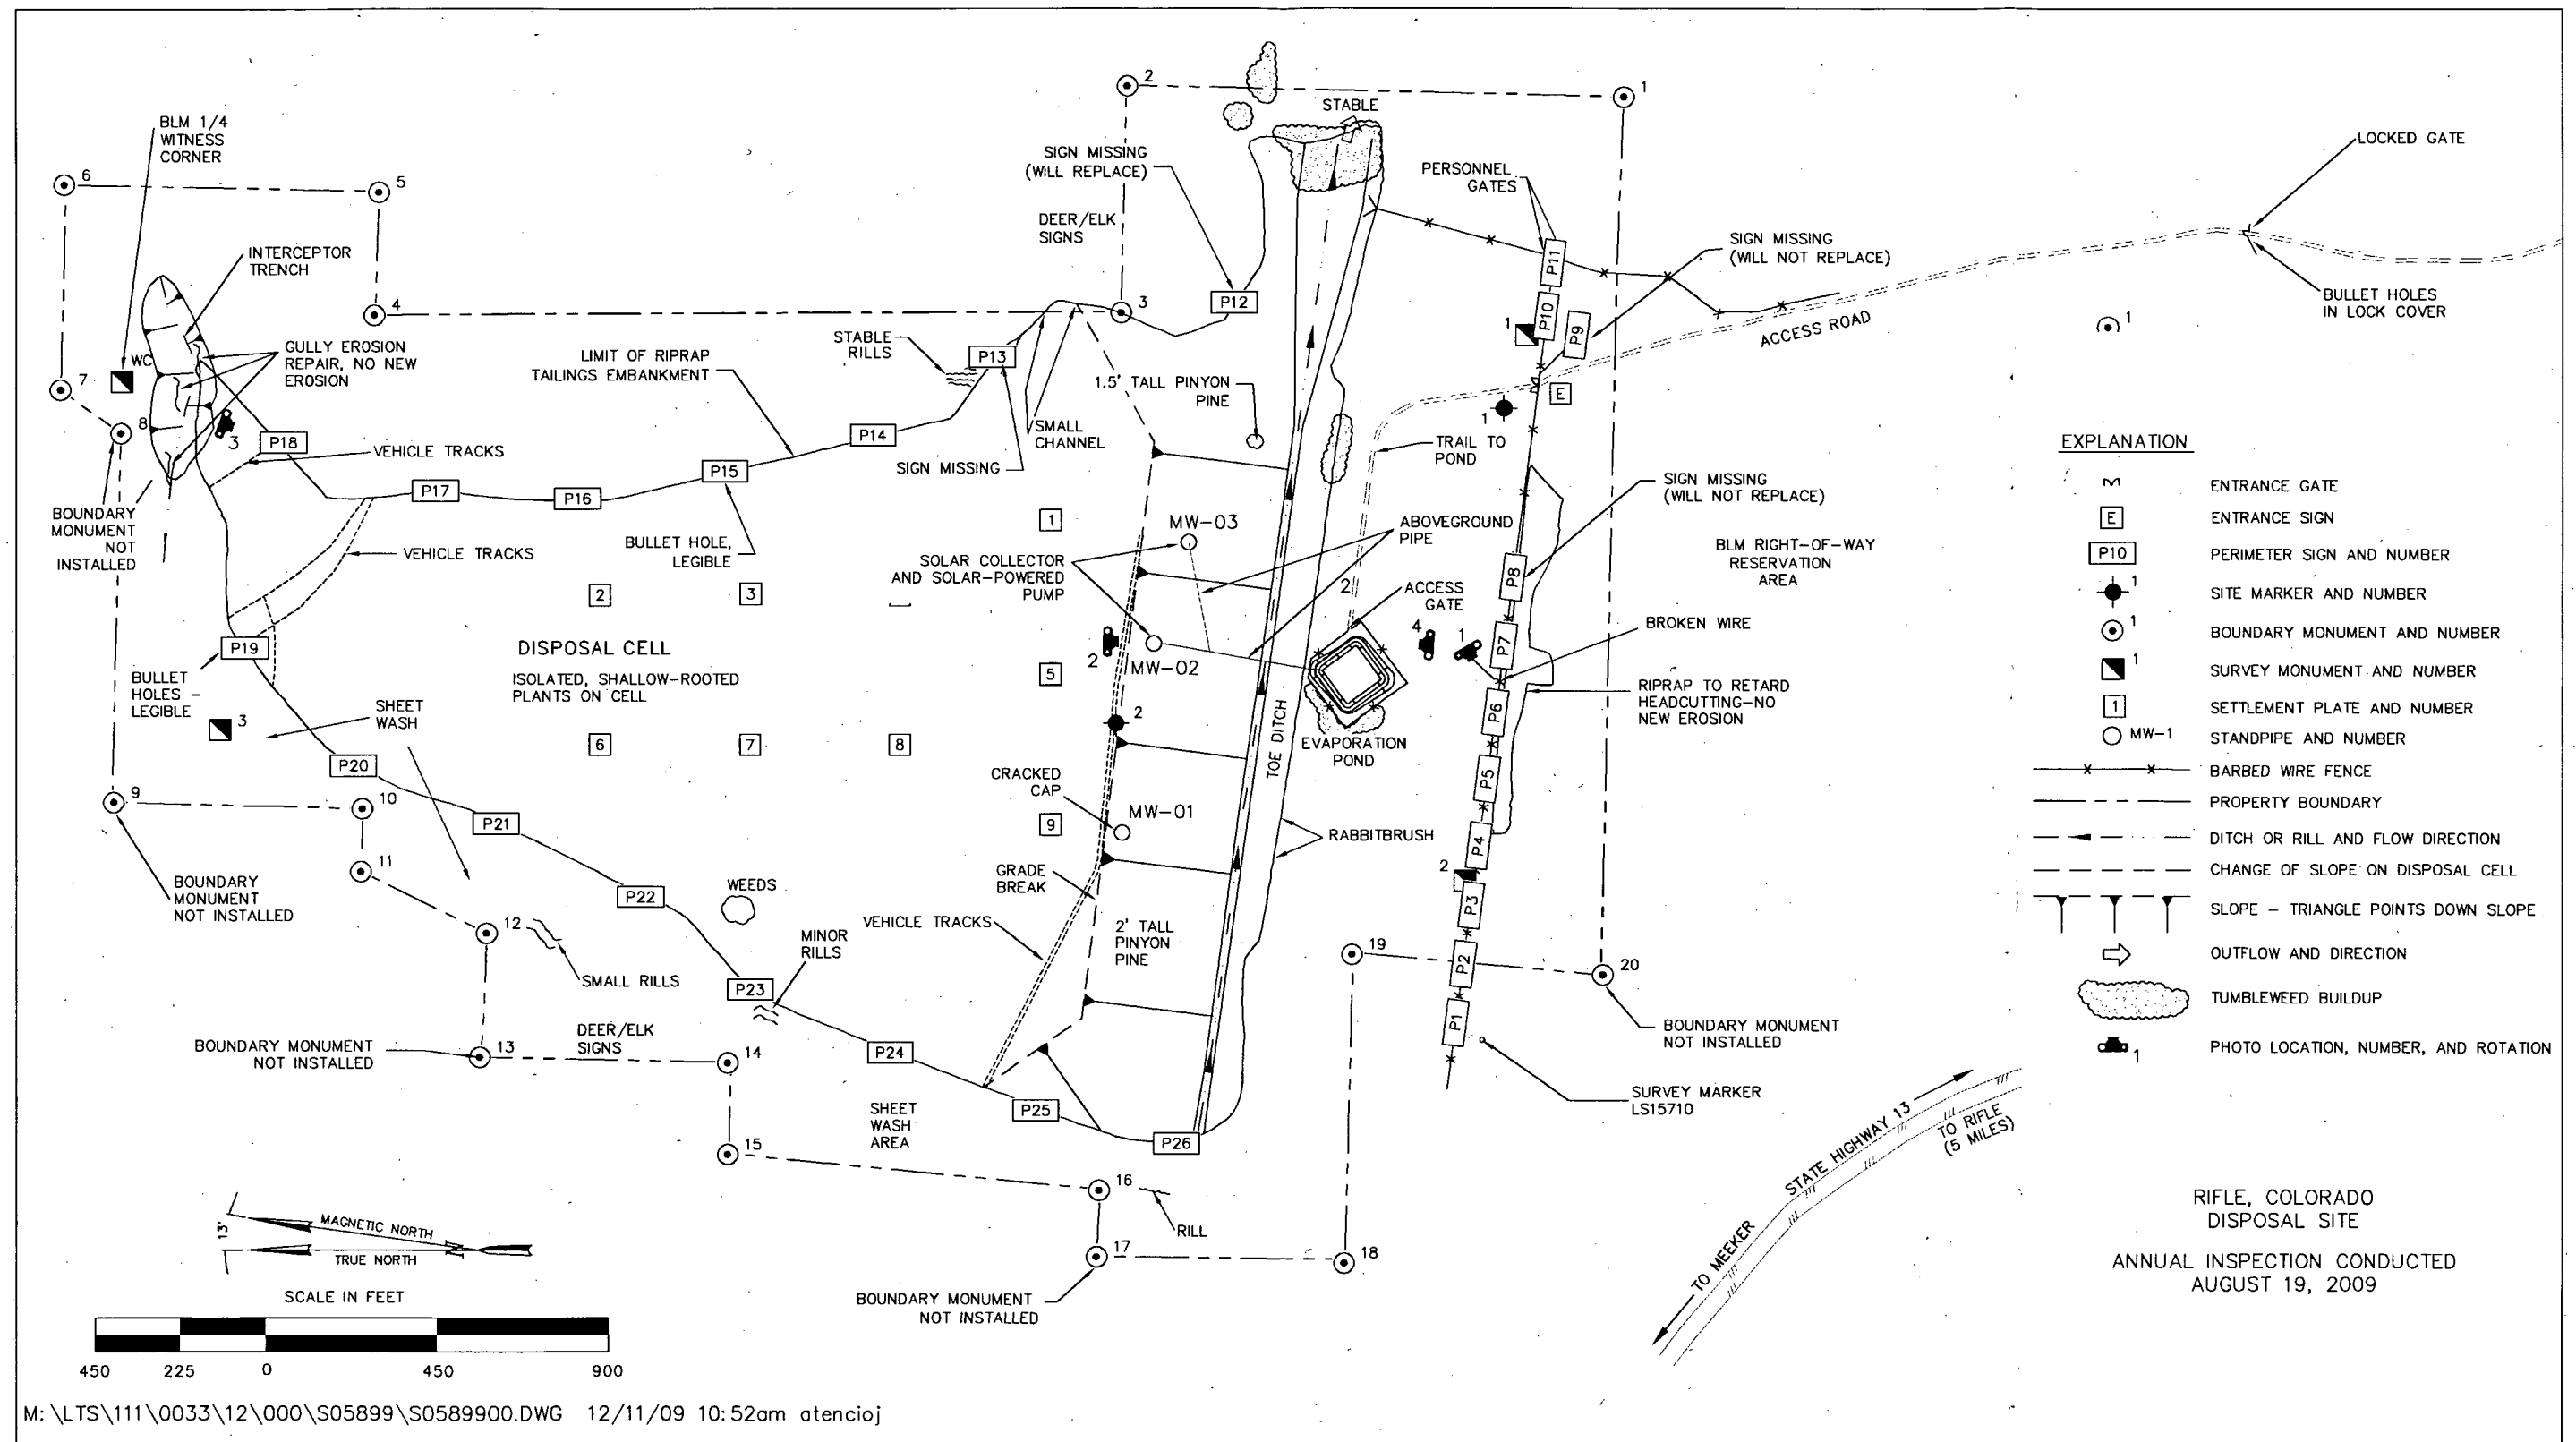 BLM 1/4
WITNESS
CORNER
6
5
2
1
STABLE
SIGN MISSING
(WILL REPLACE)
DEER/ELK
SIGNS
PERSONNEL
GATES
LOCKED GATE
SIGN MISSING
(WILL NOT REPLACE)
BULLET HOLES
IN LOCK COVER
ACCESS ROAD
1
INTERCEPTOR
TRENCH
4
3
P12
P11
P10
P9
1
GULLY EROSION
REPAIR, NO NEW
EROSION
WC
7
8
3
P18
VEHICLE TRACKS
STABLE
RILLS
LIMIT OF RIPRAP
TAILINGS EMBANKMENT
P13
P14
SMALL
CHANNEL
SIGN MISSING
1.5' TALL PINYON
PINE
E
1
TRAIL TO
POND
P15
P16
P17
BULLET HOLE,
LEGIBLE
BOUNDARY
MONUMENT
NOT
INSTALLED
VEHICLE TRACKS
1
MW-03
SOLAR COLLECTOR
AND SOLAR-POWERED
PUMP
ABOVEGROUND
PIPE
SIGN MISSING
(WILL NOT REPLACE)
BLM RIGHT-OF-WAY
RESERVATION
AREA
2
3
2
ACCESS
GATE
P8
P7
BROKEN WIRE
4
1
DISPOSAL CELL
ISOLATED, SHALLOW-ROOTED
PLANTS ON CELL
5
2
MW-02
P19
BULLET
HOLES -
LEGIBLE
3
SHEET
WASH
2
6
7
8
TOE DITCH
EVAPORATION
POND
P6
RIPRAP TO RETARD
HEADCUTTING-NO
NEW EROSION
P5
P20
CRACKED
CAP
MW-01
9
9
10
P21
RABBITBRUSH
P4
2
11
BOUNDARY
MONUMENT
NOT INSTALLED
P22
WEEDS
GRADE
BREAK
VEHICLE TRACKS
2' TALL
PINYON
PINE
P3
12
SMALL RILLS
MINOR
RILLS
P23
19
P2
20
BOUNDARY MONUMENT
NOT INSTALLED
P1
BOUNDARY MONUMENT
NOT INSTALLED
13
DEER/ELK
SIGNS
14
P24
P25
P26
SHEET
WASH
AREA
SURVEY MARKER
LS15710
15
16
RILL
17
18
BOUNDARY MONUMENT
NOT INSTALLED
STATE HIGHWAY 13
TO RIFLE
(5 MILES)
TO MEEKER
EXPLANATION
ENTRANCE GATE
E ENTRANCE SIGN
P10 PERIMETER SIGN AND NUMBER
1 SITE MARKER AND NUMBER
1 BOUNDARY MONUMENT AND NUMBER
1 SURVEY MONUMENT AND NUMBER
1 SETTLEMENT PLATE AND NUMBER
MW-1 STANDPIPE AND NUMBER
BARBED WIRE FENCE
PROPERTY BOUNDARY
DITCH OR RILL AND FLOW DIRECTION
CHANGE OF SLOPE ON DISPOSAL CELL
SLOPE - TRIANGLE POINTS DOWN SLOPE
OUTFLOW AND DIRECTION
TUMBLEWEED BUILDUP
1 PHOTO LOCATION, NUMBER, AND ROTATION
13'
MAGNETIC NORTH
TRUE NORTH
SCALE IN FEET
450 225 0 450 900
RIFLE, COLORADO
DISPOSAL SITE
ANNUAL INSPECTION CONDUCTED
AUGUST 19, 2009
M:\LTS\111\0033\12\000\S05899\S0589900.DWG 12/11/09 10:52am atencioj